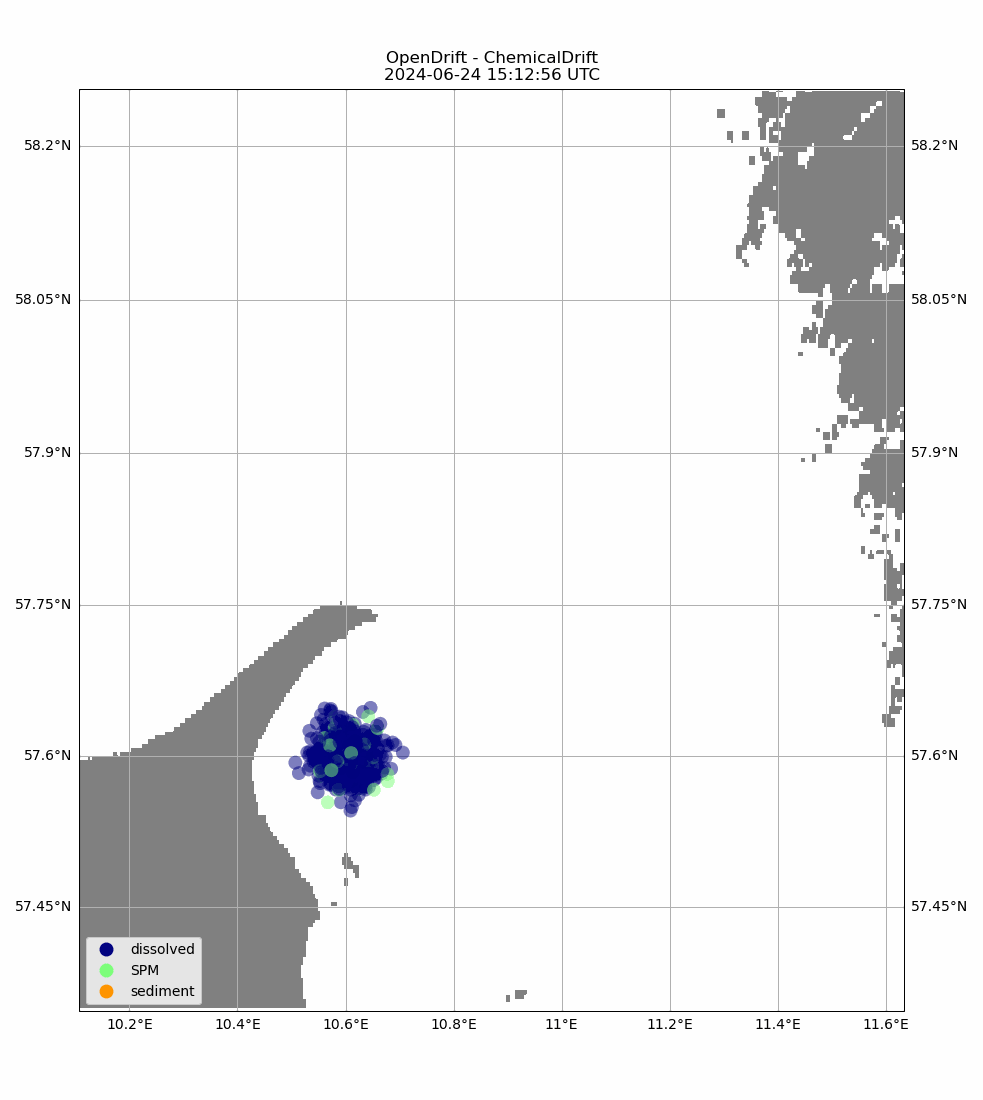 OpenDrift - ChemicalDrift
2024-06-24 15:12:56 UTC
58.2°N 58.2°N
58.05°N 58.05°N
57.9°N 57.9°N
57.75°N 57.75°N
57.6°N 57.6°N
57.45°N 57.45°N
dissolved
SPM
sediment
10.2°E 10.4°E 10.6°E 10.8°E 11°E 11.2°E 11.4°E 11.6°E